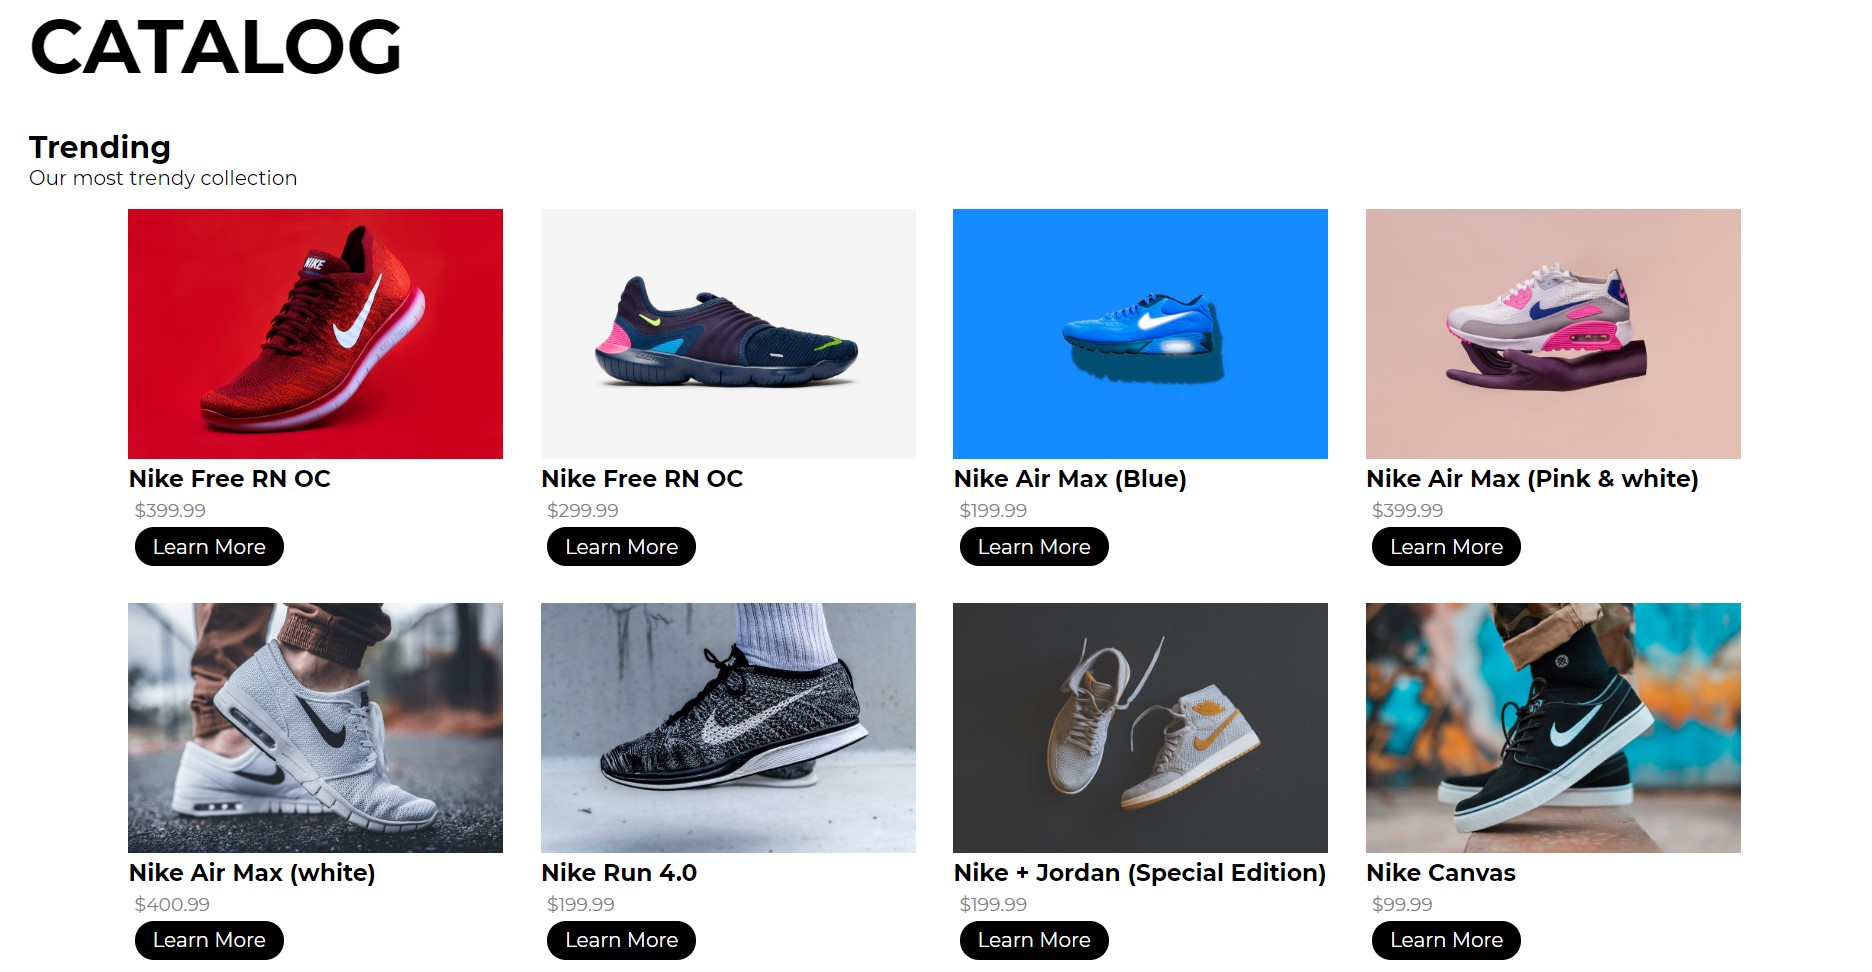 CATALOG
Trending
Our most trendy collection
NIKE
Nike Free RN OC
$399.99
Learn More
Nike Free RN OC
$299.99
Learn More
Nike Air Max (Blue)
$199.99
Learn More
Nike Air Max (Pink & white)
$399.99
Learn More
Nike Air Max (white)
$400.99
Learn More
Nike Run 4.0
$199.99
Learn More
Nike + Jordan (Special Edition)
$199.99
Learn More
Nike Canvas
$99.99
Learn More